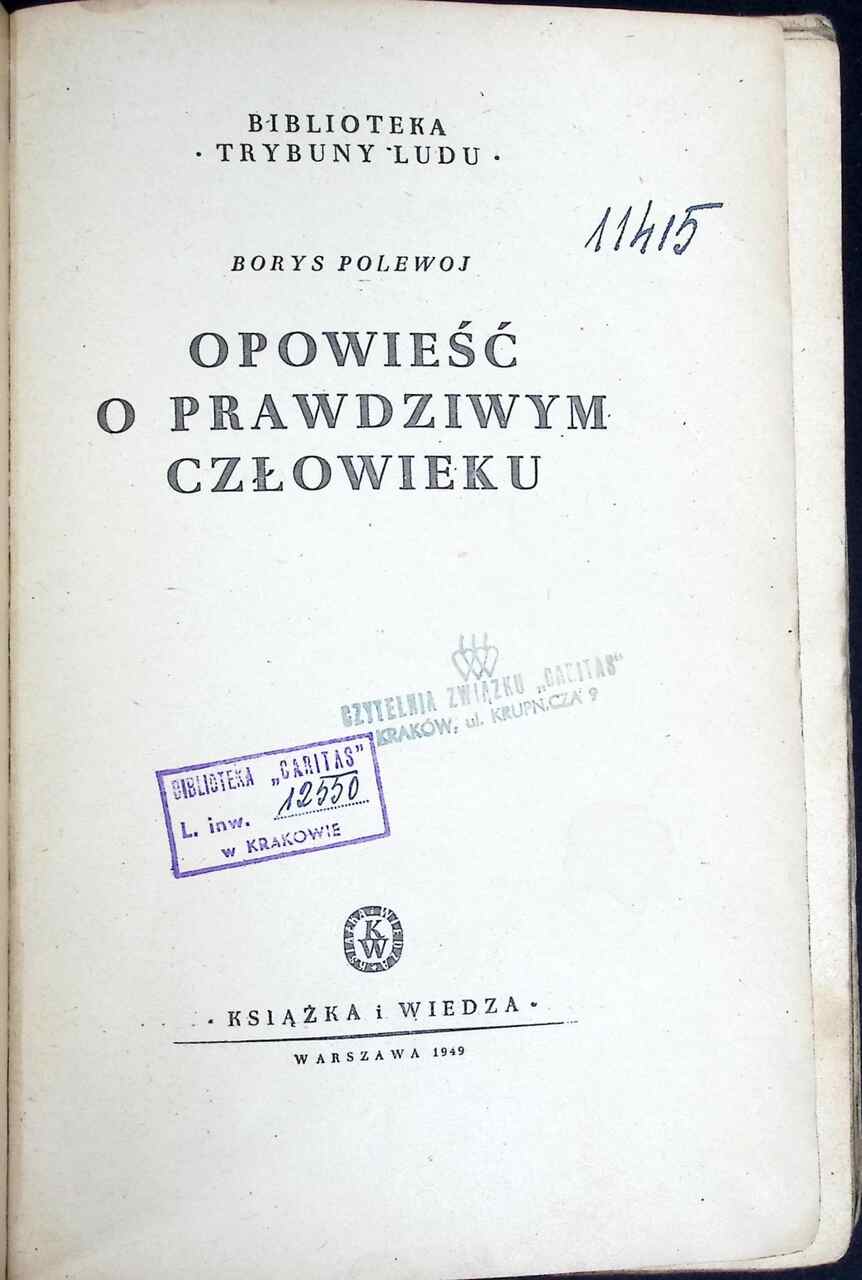 BIBLIOTEKA
· TRYBUNY LUDU ·
11415
BORYS POLEWOJ
OPOWIEŚĆ
O PRAWDZIWYM
CZŁOWIEKU
CZYTELNIA ZWIĄZKU „CARITAS"
KRAKÓW, ul. KRUPNICZA 9
BIBLIOTEKA „CARITAS"
L. inw. 12550
w KRAKOWIE
K
W
· KSIĄŻKA i WIEDZA ·
WARSZAWA 1949